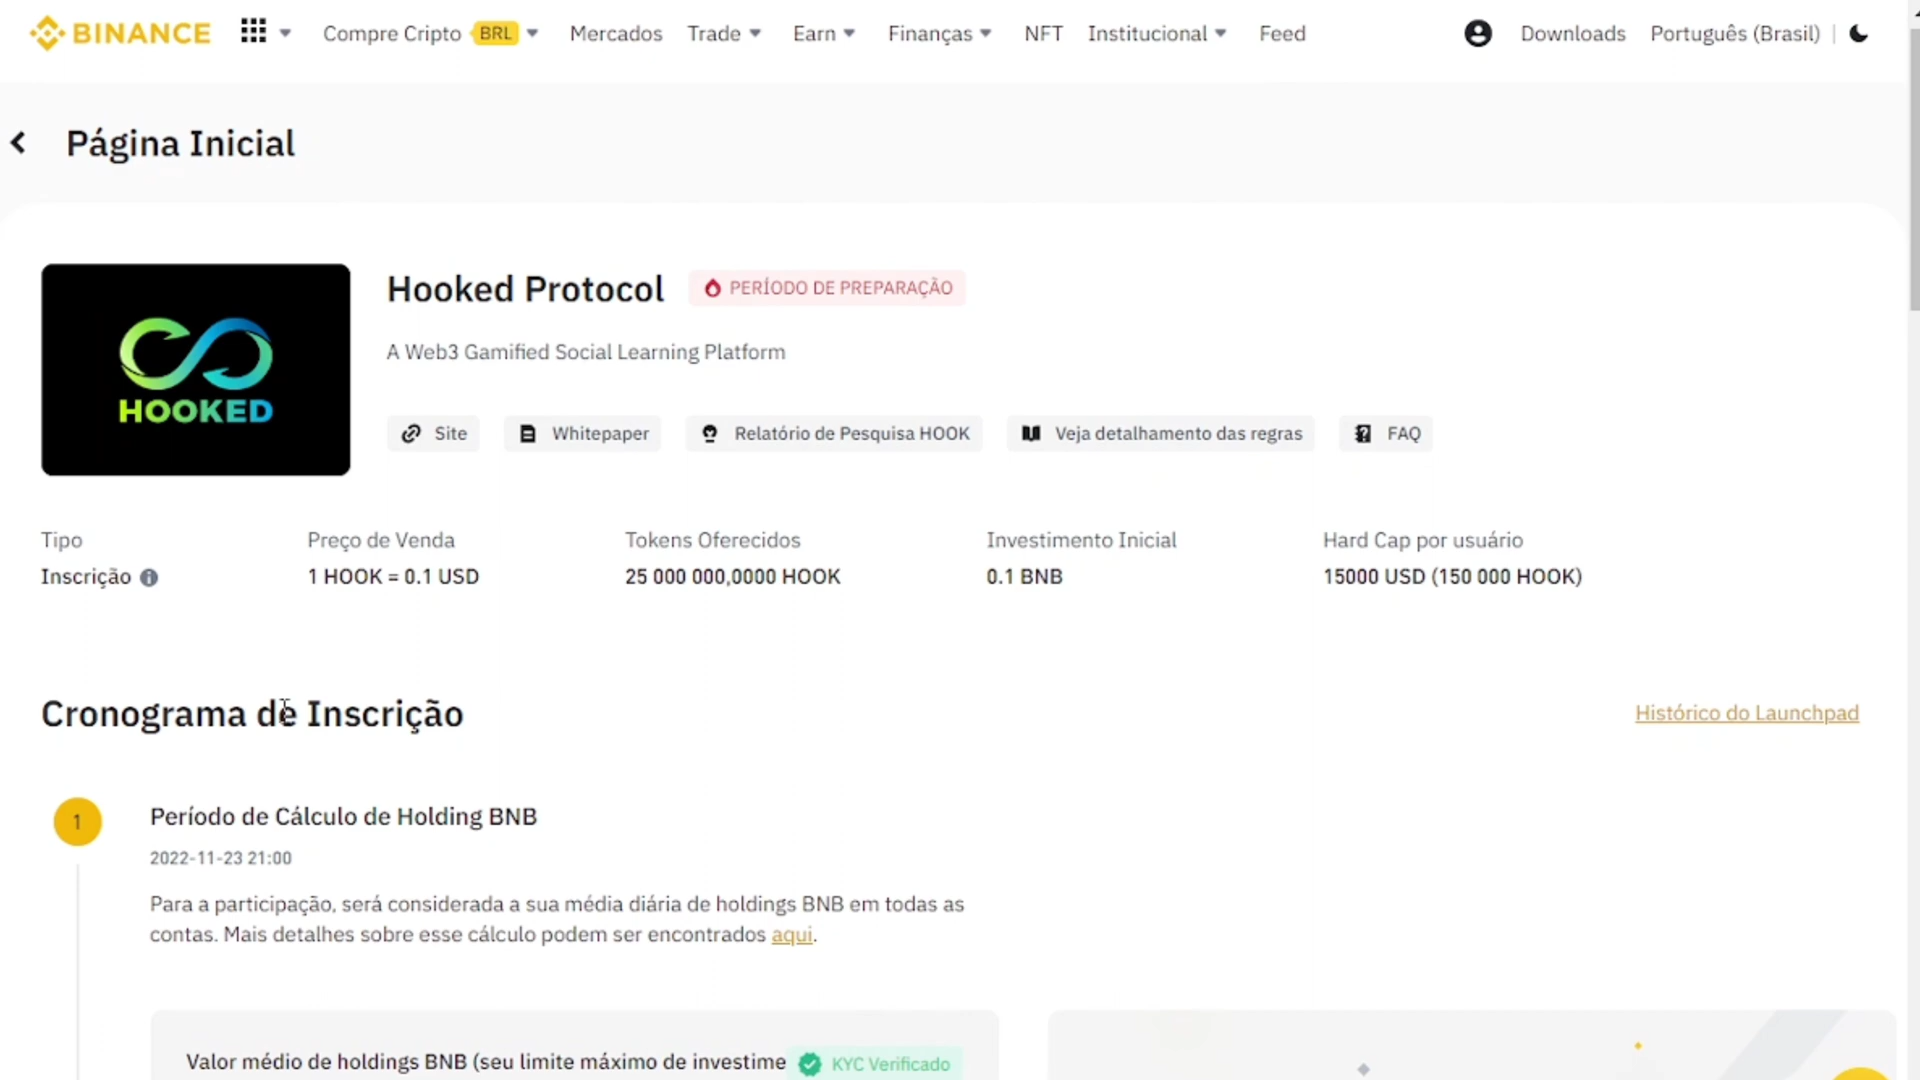 BINANCE
Compre Cripto BRL Mercados Trade Earn Finanças NFT Institucional Feed Downloads Português (Brasil)
Página Inicial
HOOKED
Hooked Protocol PERÍODO DE PREPARAÇÃO
A Web3 Gamified Social Learning Platform
Site Whitepaper Relatório de Pesquisa HOOK Veja detalhamento das regras FAQ
Tipo Preço de Venda Tokens Oferecidos Investimento Inicial Hard Cap por usuário
Inscrição 1 HOOK = 0.1 USD 25 000 000,0000 HOOK 0.1 BNB 15000 USD (150 000 HOOK)
Cronograma de Inscrição Histórico do Launchpad
1 Período de Cálculo de Holding BNB
2022-11-23 21:00
Para a participação, será considerada a sua média diária de holdings BNB em todas as
contas. Mais detalhes sobre esse cálculo podem ser encontrados aqui.
Valor médio de holdings BNB (seu limite máximo de investime KYC Verificado